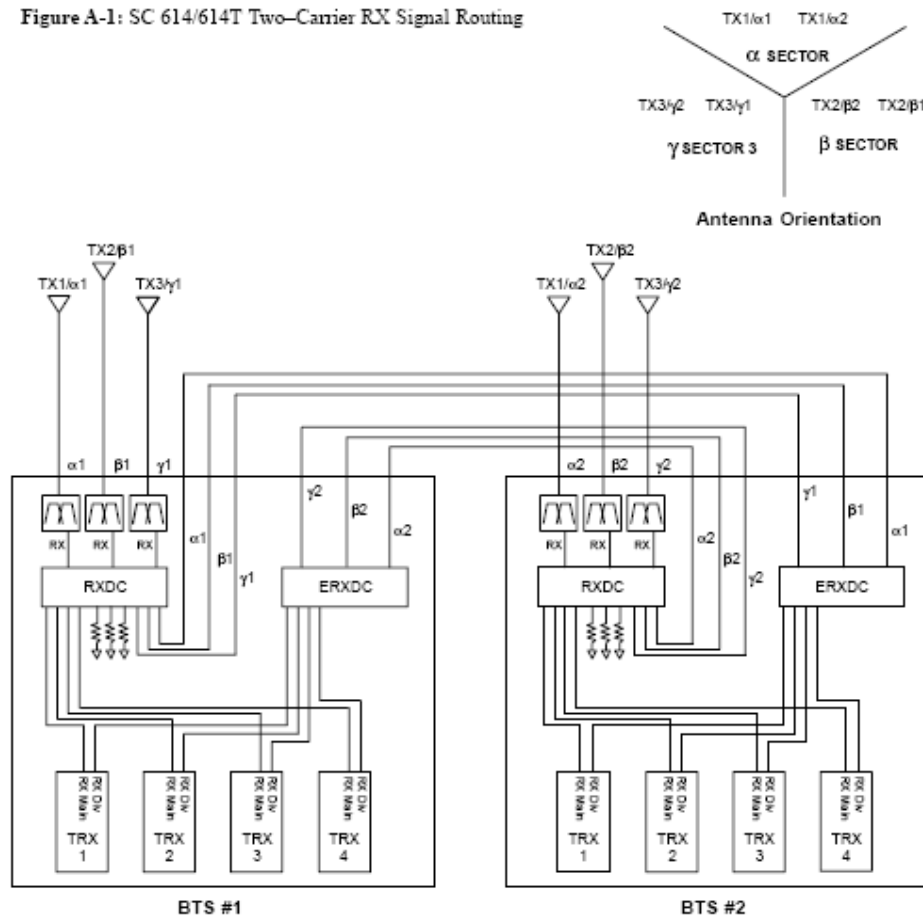 Figure A-1: SC 614/614T Two–Carrier RX Signal Routing
TX1/α1 TX1/α2
α SECTOR
TX3/γ2 TX3/γ1 TX2/β2 TX2/β1
γ SECTOR 3 β SECTOR
Antenna Orientation
TX2/β1 TX2/β2
TX1/α1 TX3/γ1 TX1/α2 TX3/γ2
α1 β1 γ1 γ2 β2 α2 α2 β2 γ2 γ1 β1 α1
α1 β1 γ1 α2 β2 γ2
RX RX RX RX RX RX
RXDC ERXDC RXDC ERXDC
RX Main RX Div RX Main RX Div RX Main RX Div RX Main RX Div RX Main RX Div RX Main RX Div RX Main RX Div RX Main RX Div
TRX TRX TRX TRX TRX TRX TRX TRX
1 2 3 4 1 2 3 4
BTS #1 BTS #2